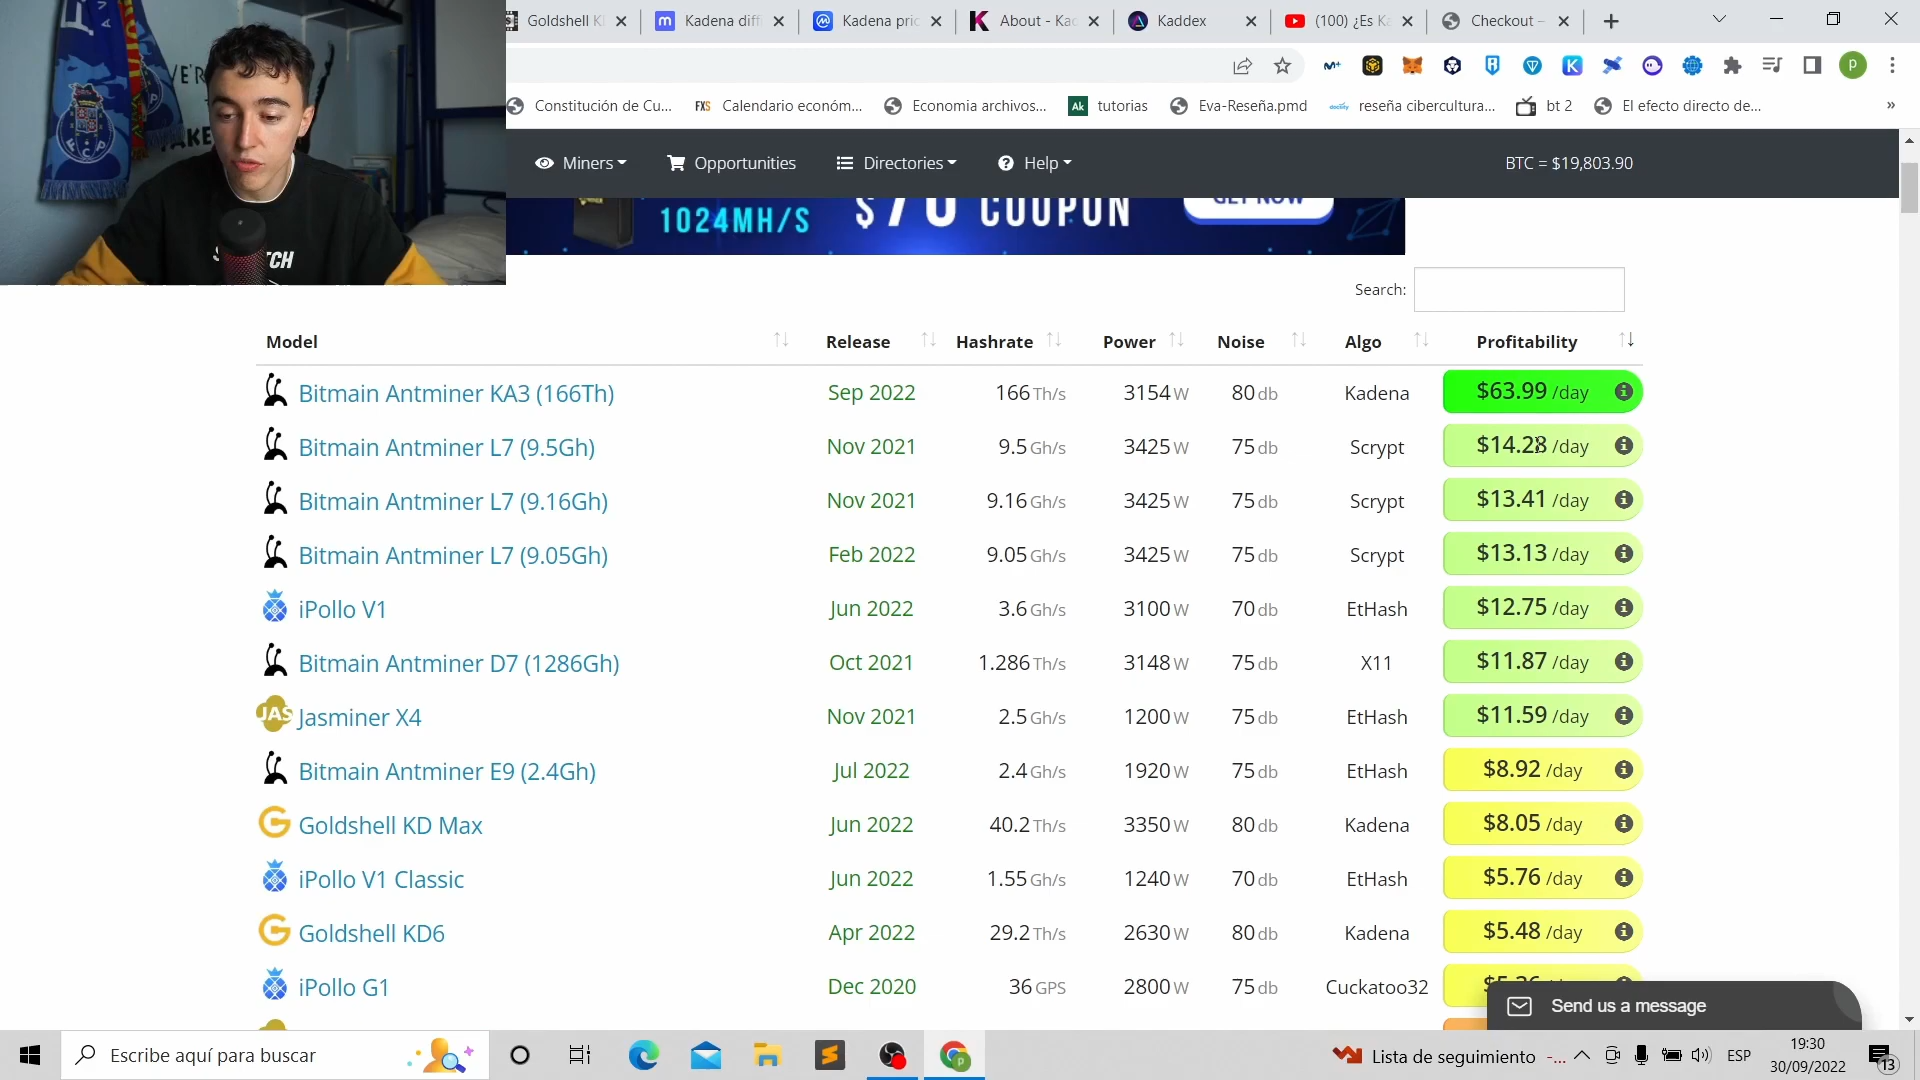 Goldshell K
Kadena diff
Kadena pric
About - Kad
Kaddex
(100) ¿Es Ka
Checkout –
Constitución de Cu...
FXS Calendario económ...
Economia archivos...
Ak tutorias
Eva-Reseña.pmd
reseña cibercultura...
bt 2
El efecto directo de...
Miners
Opportunities
Directories
Help
BTC = $19,803.90
1024MH/S
COUPON
Search:
Model Release Hashrate Power Noise Algo Profitability
Bitmain Antminer KA3 (166Th) Sep 2022 166 Th/s 3154 W 80 db Kadena $63.99 /day
Bitmain Antminer L7 (9.5Gh) Nov 2021 9.5 Gh/s 3425 W 75 db Scrypt $14.28 /day
Bitmain Antminer L7 (9.16Gh) Nov 2021 9.16 Gh/s 3425 W 75 db Scrypt $13.41 /day
Bitmain Antminer L7 (9.05Gh) Feb 2022 9.05 Gh/s 3425 W 75 db Scrypt $13.13 /day
iPollo V1 Jun 2022 3.6 Gh/s 3100 W 70 db EtHash $12.75 /day
Bitmain Antminer D7 (1286Gh) Oct 2021 1.286 Th/s 3148 W 75 db X11 $11.87 /day
JAS Jasminer X4 Nov 2021 2.5 Gh/s 1200 W 75 db EtHash $11.59 /day
Bitmain Antminer E9 (2.4Gh) Jul 2022 2.4 Gh/s 1920 W 75 db EtHash $8.92 /day
Goldshell KD Max Jun 2022 40.2 Th/s 3350 W 80 db Kadena $8.05 /day
iPollo V1 Classic Jun 2022 1.55 Gh/s 1240 W 70 db EtHash $5.76 /day
Goldshell KD6 Apr 2022 29.2 Th/s 2630 W 80 db Kadena $5.48 /day
iPollo G1 Dec 2020 36 GPS 2800 W 75 db Cuckatoo32
Send us a message
Escribe aquí para buscar
Lista de seguimiento -...
ESP
19:30
30/09/2022
13